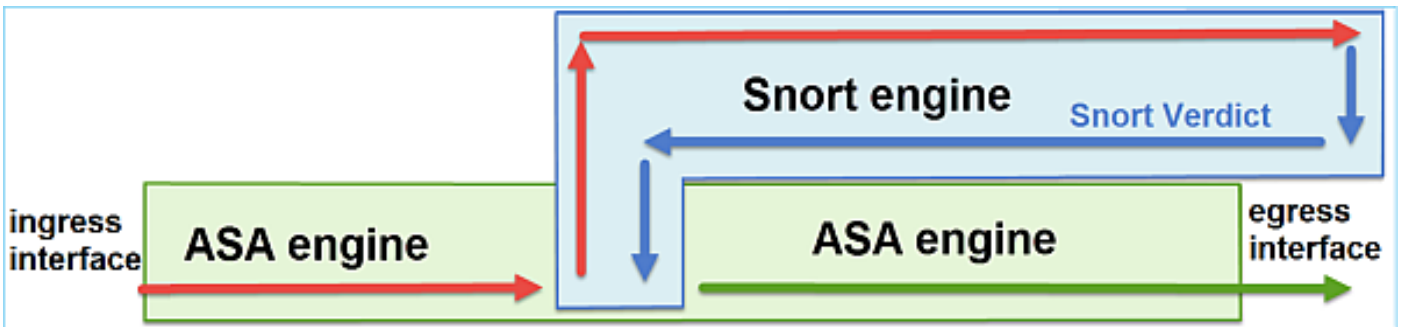 Snort engine
Snort Verdict
ingress
interface
ASA engine
ASA engine
egress
interface